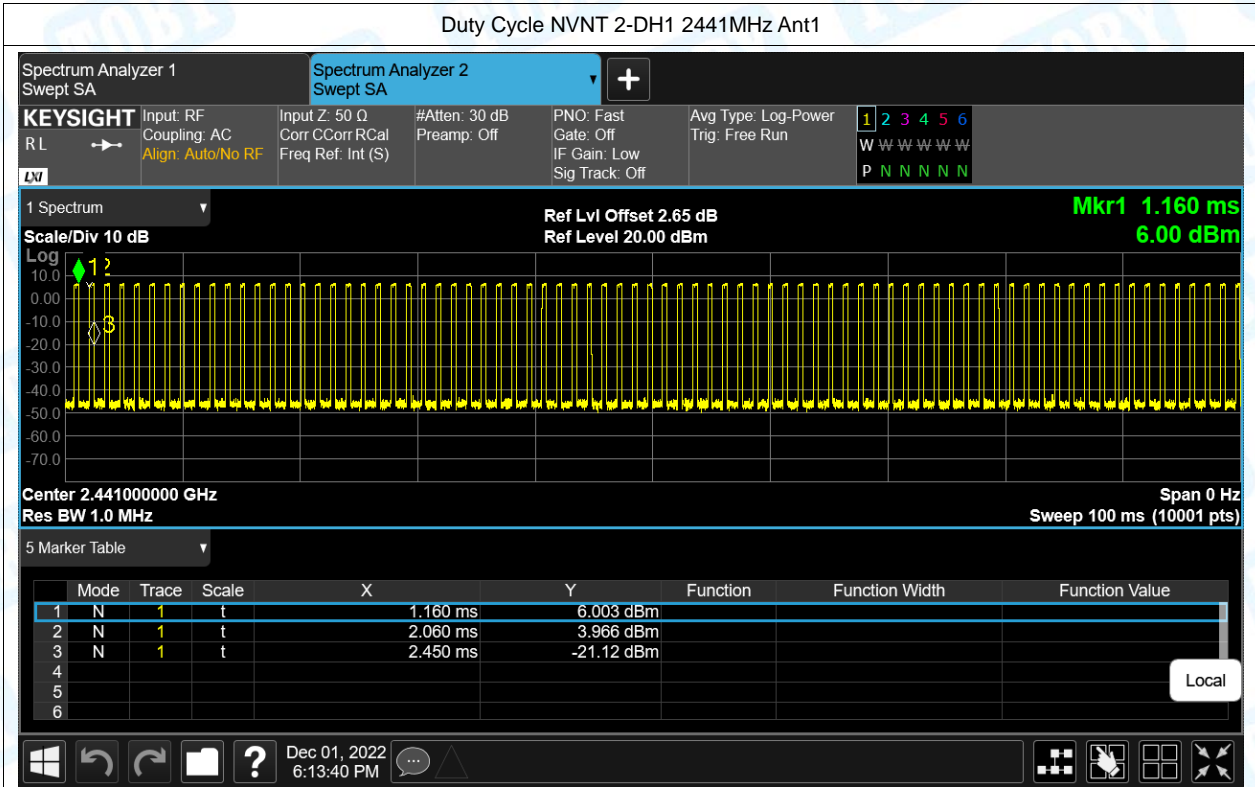 Duty Cycle NVNT 2-DH1 2441MHz Ant1
Spectrum Analyzer 1
Swept SA
Spectrum Analyzer 2
Swept SA
+
KEYSIGHT
RL
LXI
Input: RF
Coupling: AC
Align: Auto/No RF
Input Z: 50 Ω
Corr CCorr RCal
Freq Ref: Int (S)
#Atten: 30 dB
Preamp: Off
PNO: Fast
Gate: Off
IF Gain: Low
Sig Track: Off
Avg Type: Log-Power
Trig: Free Run
1 2 3 4 5 6
W W W W W W
P N N N N N
1 Spectrum
Scale/Div 10 dB
Ref Lvl Offset 2.65 dB
Ref Level 20.00 dBm
Mkr1 1.160 ms
6.00 dBm
Log
10.0
0.00
-10.0
-20.0
-30.0
-40.0
-50.0
-60.0
-70.0
1 2
3
Center 2.441000000 GHz
Res BW 1.0 MHz
Span 0 Hz
Sweep 100 ms (10001 pts)
5 Marker Table
Mode Trace Scale X Y Function Function Width Function Value
1 N 1 t 1.160 ms 6.003 dBm
2 N 1 t 2.060 ms 3.966 dBm
3 N 1 t 2.450 ms -21.12 dBm
4
5
6
Local
?
Dec 01, 2022
6:13:40 PM